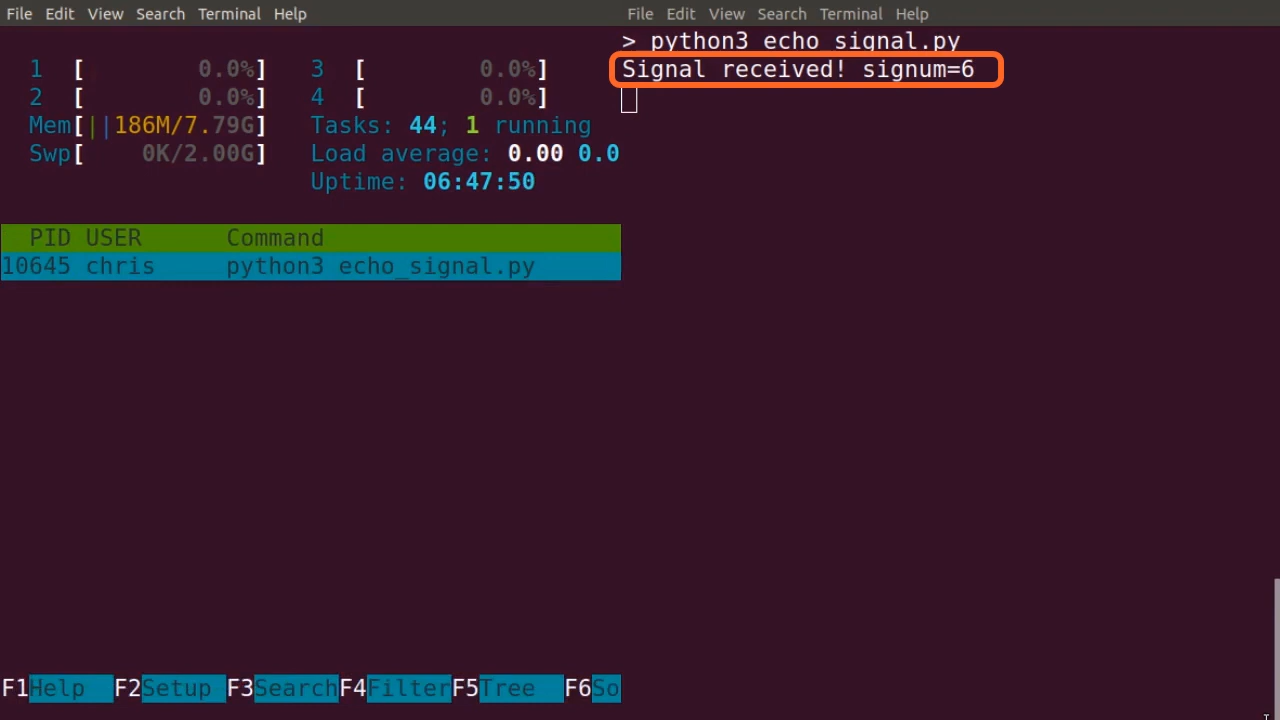 File Edit View Search Terminal Help
1 [ 0.0%] 3 [ 0.0%]
2 [ 0.0%] 4 [ 0.0%]
Mem[||186M/7.79G] Tasks: 44; 1 running
Swp[ 0K/2.00G] Load average: 0.00 0.0
Uptime: 06:47:50
PID USER Command
10645 chris python3 echo_signal.py
F1Help F2Setup F3Search F4Filter F5Tree F6So
File Edit View Search Terminal Help
> python3 echo_signal.py
Signal received! signum=6